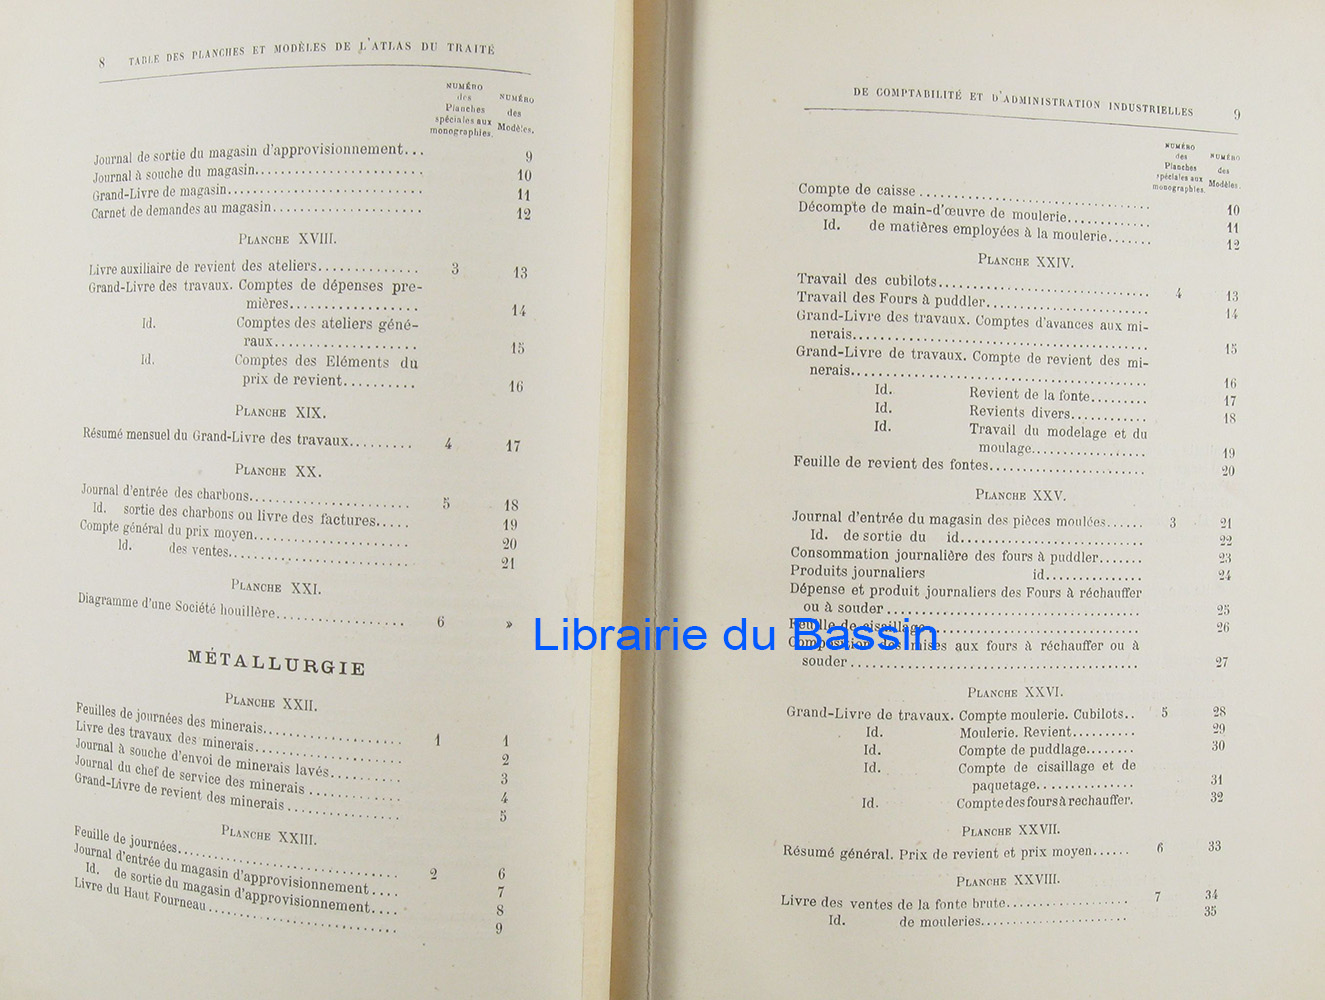 8 TABLE DES PLANCHES ET MODÈLES DE L'ATLAS DU TRAITÉ
NUMÉRO des Planches spéciales aux monographies.
NUMÉRO des Modèles.
Journal de sortie du magasin d'approvisionnement... 9
Journal à souche du magasin........................ 10
Grand-Livre de magasin............................ 11
Carnet de demandes au magasin...................... 12
PLANCHE XVIII.
Livre auxiliaire de revient des ateliers.............. 3 13
Grand-Livre des travaux. Comptes de dépenses pre-
mières................... 14
Id. Comptes des ateliers géné-
raux..................... 15
Id. Comptes des Eléments du
prix de revient.......... 16
PLANCHE XIX.
Résumé mensuel du Grand-Livre des travaux......... 4 17
PLANCHE XX.
Journal d'entrée des charbons....................... 5 18
Id. sortie des charbons ou livre des factures..... 19
Compte général du prix moyen....................... 20
Id. des ventes.......................... 21
PLANCHE XXI.
Diagramme d'une Société houillère................... 6 »
MÉTALLURGIE
PLANCHE XXII.
Feuilles de journées des minerais.................... 1 1
Livre des travaux des minerais...................... 2
Journal à souche d'envoi de minerais lavés.......... 3
Journal du chef de service des minerais............. 4
Grand-Livre de revient des minerais................. 5
PLANCHE XXIII.
Feuille de journées................................ 2 6
Journal d'entrée du magasin d'approvisionnement.... 7
Id. de sortie du magasin d'approvisionnement.... 8
Livre du Haut Fourneau............................ 9
DE COMPTABILITÉ ET D'ADMINISTRATION INDUSTRIELLES 9
NUMÉRO des Planches spéciales aux monographies.
NUMÉRO des Modèles.
Compte de caisse................................... 10
Décompte de main-d'œuvre de moulerie............ 11
Id. de matières employées à la moulerie....... 12
PLANCHE XXIV.
Travail des cubilots................................ 4 13
Travail des Fours à puddler........................ 14
Grand-Livre des travaux. Comptes d'avances aux mi-
nerais............................................ 15
Grand-Livre de travaux. Compte de revient des mi-
nerais............................................ 16
Id. Revient de la fonte......... 17
Id. Revients divers............ 18
Id. Travail du modelage et du
moulage................. 19
Feuille de revient des fontes....................... 20
PLANCHE XXV.
Journal d'entrée du magasin des pièces moulées...... 3 21
Id. de sortie du id......................... 22
Consommation journalière des fours à puddler....... 23
Produits journaliers id............... 24
Dépense et produit journaliers des Fours à réchauffer
ou à souder..................................... 25
Feuille de cisaillage................................ 26
Composition des mises aux fours à réchauffer ou à
souder.......................................... 27
PLANCHE XXVI.
Grand-Livre de travaux. Compte moulerie. Cubilots.. 5 28
Id. Moulerie. Revient.......... 29
Id. Compte de puddlage........ 30
Id. Compte de cisaillage et de
paquetage............... 31
Id. Compte des fours à rechauffer. 32
PLANCHE XXVII.
Résumé général. Prix de revient et prix moyen...... 6 33
PLANCHE XXVIII.
Livre des ventes de la fonte brute................... 7 34
Id. de mouleries...................... 35
Librairie du Bassin